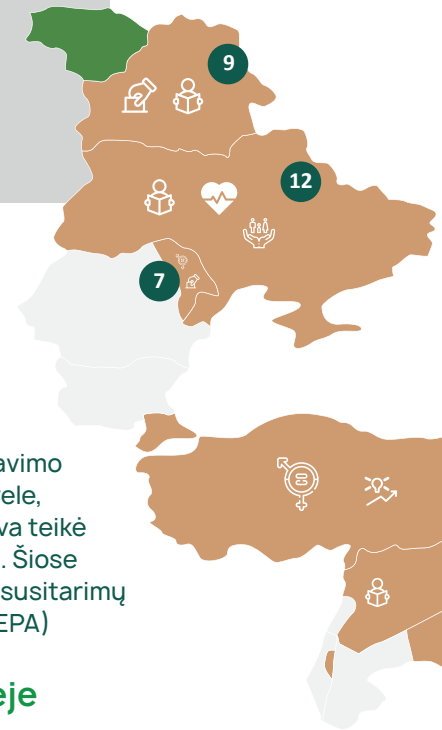 9
12
7
avimo
ele,
va teikė
. Šiose
susitarimų
EPA)
eje